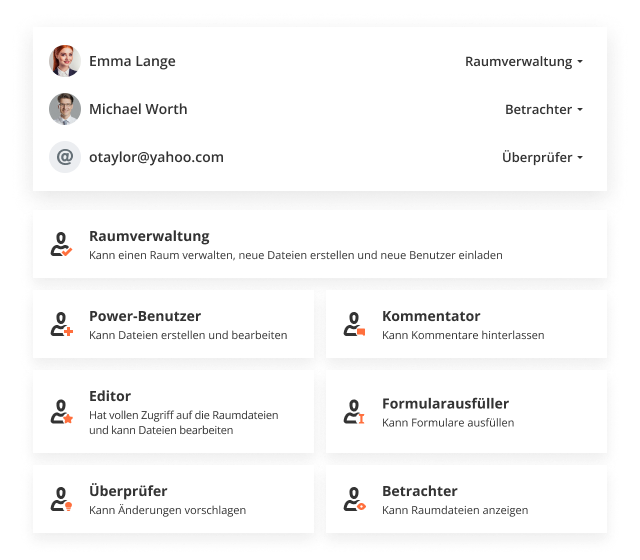 Emma Lange
Raumverwaltung
Michael Worth
Betrachter
@
otaylor@yahoo.com
Überprüfer
Raumverwaltung
Kann einen Raum verwalten, neue Dateien erstellen und neue Benutzer einladen
Power-Benutzer
Kann Dateien erstellen und bearbeiten
Kommentator
Kann Kommentare hinterlassen
Editor
Hat vollen Zugriff auf die Raumdateien
und kann Dateien bearbeiten
Formularausfüller
Kann Formulare ausfüllen
Überprüfer
Kann Änderungen vorschlagen
Betrachter
Kann Raumdateien anzeigen